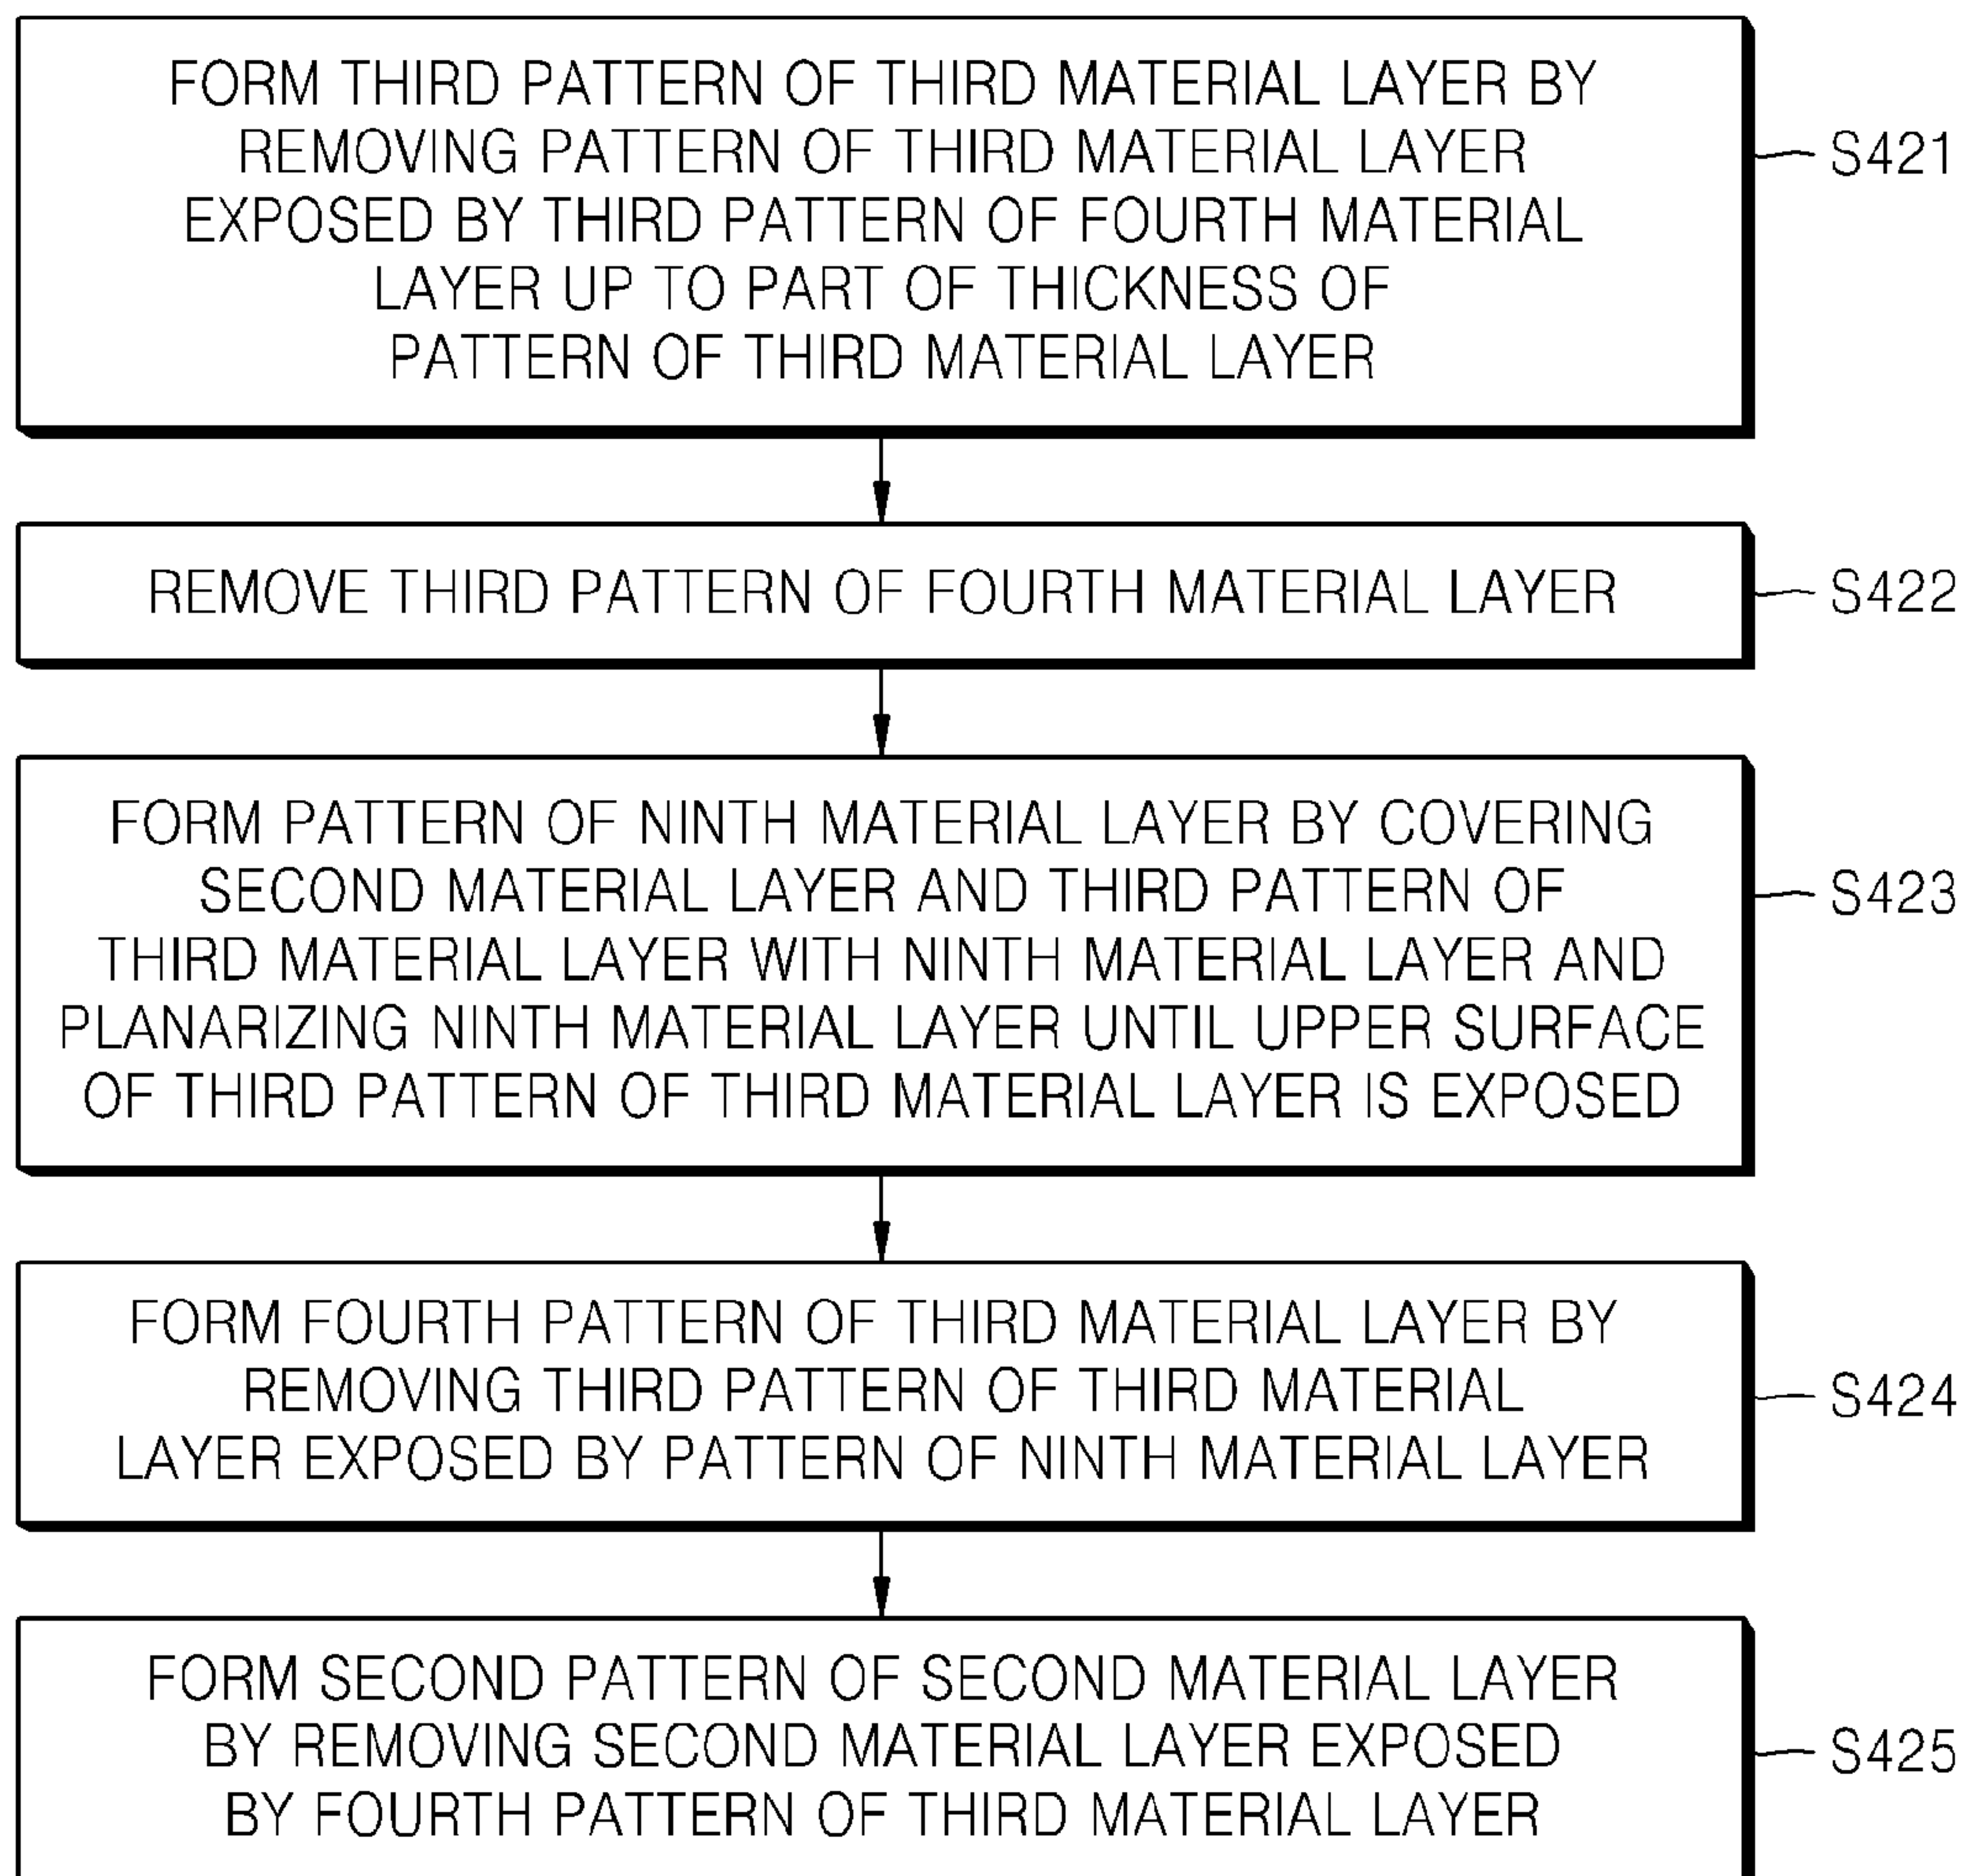 FORM THIRD PATTERN OF THIRD MATERIAL LAYER BY
REMOVING PATTERN OF THIRD MATERIAL LAYER
EXPOSED BY THIRD PATTERN OF FOURTH MATERIAL
LAYER UP TO PART OF THICKNESS OF
PATTERN OF THIRD MATERIAL LAYER
S421
REMOVE THIRD PATTERN OF FOURTH MATERIAL LAYER
S422
FORM PATTERN OF NINTH MATERIAL LAYER BY COVERING
SECOND MATERIAL LAYER AND THIRD PATTERN OF
THIRD MATERIAL LAYER WITH NINTH MATERIAL LAYER AND
PLANARIZING NINTH MATERIAL LAYER UNTIL UPPER SURFACE
OF THIRD PATTERN OF THIRD MATERIAL LAYER IS EXPOSED
S423
FORM FOURTH PATTERN OF THIRD MATERIAL LAYER BY
REMOVING THIRD PATTERN OF THIRD MATERIAL
LAYER EXPOSED BY PATTERN OF NINTH MATERIAL LAYER
S424
FORM SECOND PATTERN OF SECOND MATERIAL LAYER
BY REMOVING SECOND MATERIAL LAYER EXPOSED
BY FOURTH PATTERN OF THIRD MATERIAL LAYER
S425